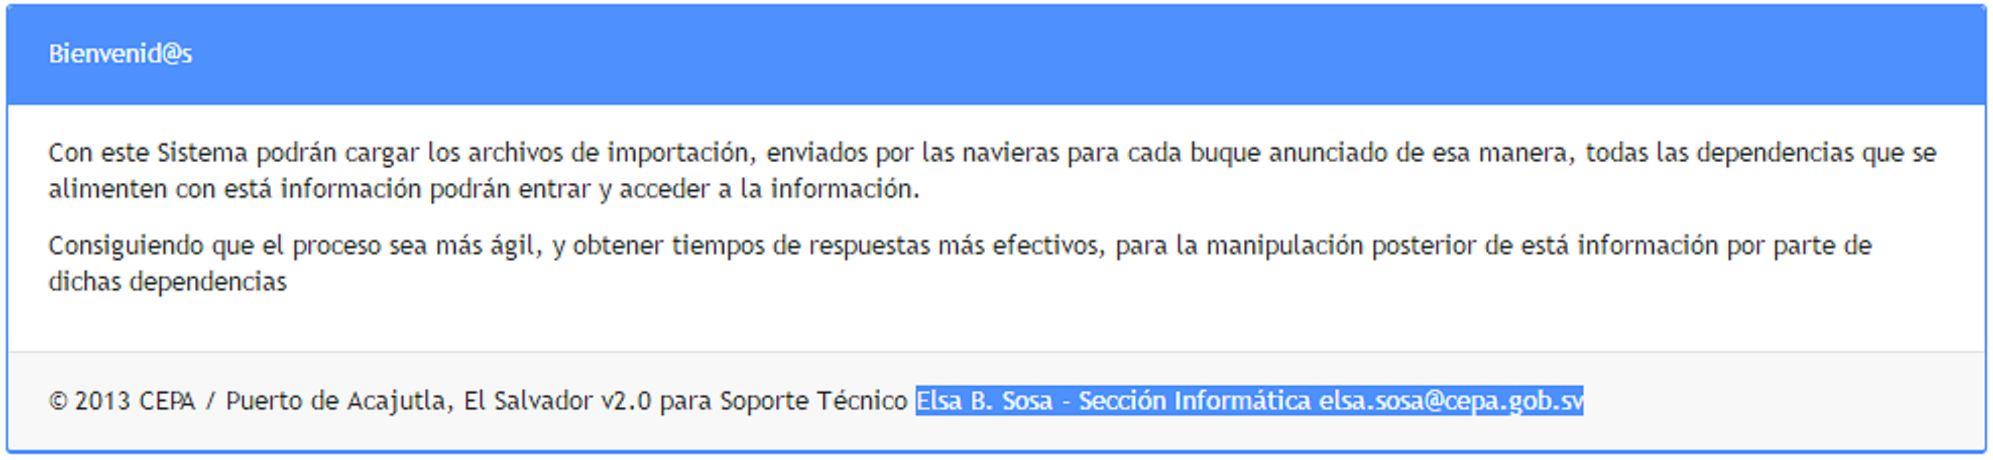 Bienvenid@s
Con este Sistema podrán cargar los archivos de importación, enviados por las navieras para cada buque anunciado de esa manera, todas las dependencias que se
alimenten con está información podrán entrar y acceder a la información.
Consiguiendo que el proceso sea más ágil, y obtener tiempos de respuestas más efectivos, para la manipulación posterior de está información por parte de
dichas dependencias
© 2013 CEPA / Puerto de Acajutla, El Salvador v2.0 para Soporte Técnico Elsa B. Sosa - Sección Informática elsa.sosa@cepa.gob.sv